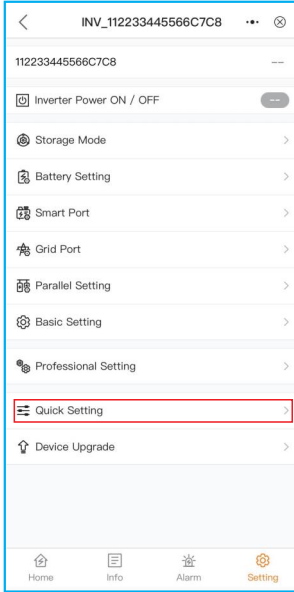 INV_112233445566C7C8
112233445566C7C8 --
Inverter Power ON / OFF --
Storage Mode
Battery Setting
Smart Port
Grid Port
Parallel Setting
Basic Setting
Professional Setting
Quick Setting
Device Upgrade
Home Info Alarm Setting